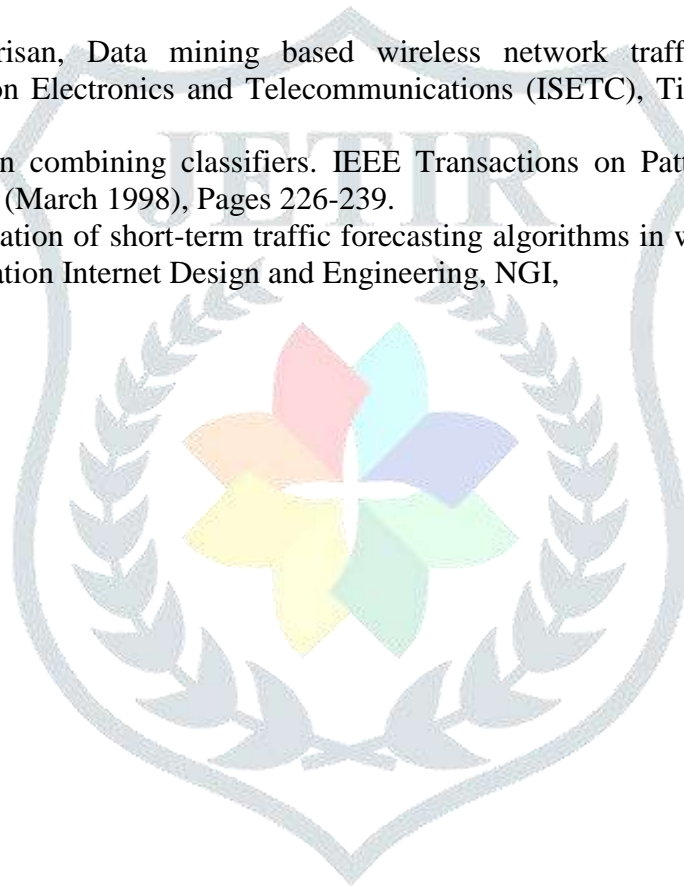 risan, Data mining based wireless network traff
on Electronics and Telecommunications (ISETC), Ti
n combining classifiers. IEEE Transactions on Patt
(March 1998), Pages 226-239.
ation of short-term traffic forecasting algorithms in w
ation Internet Design and Engineering, NGI,
JETIR